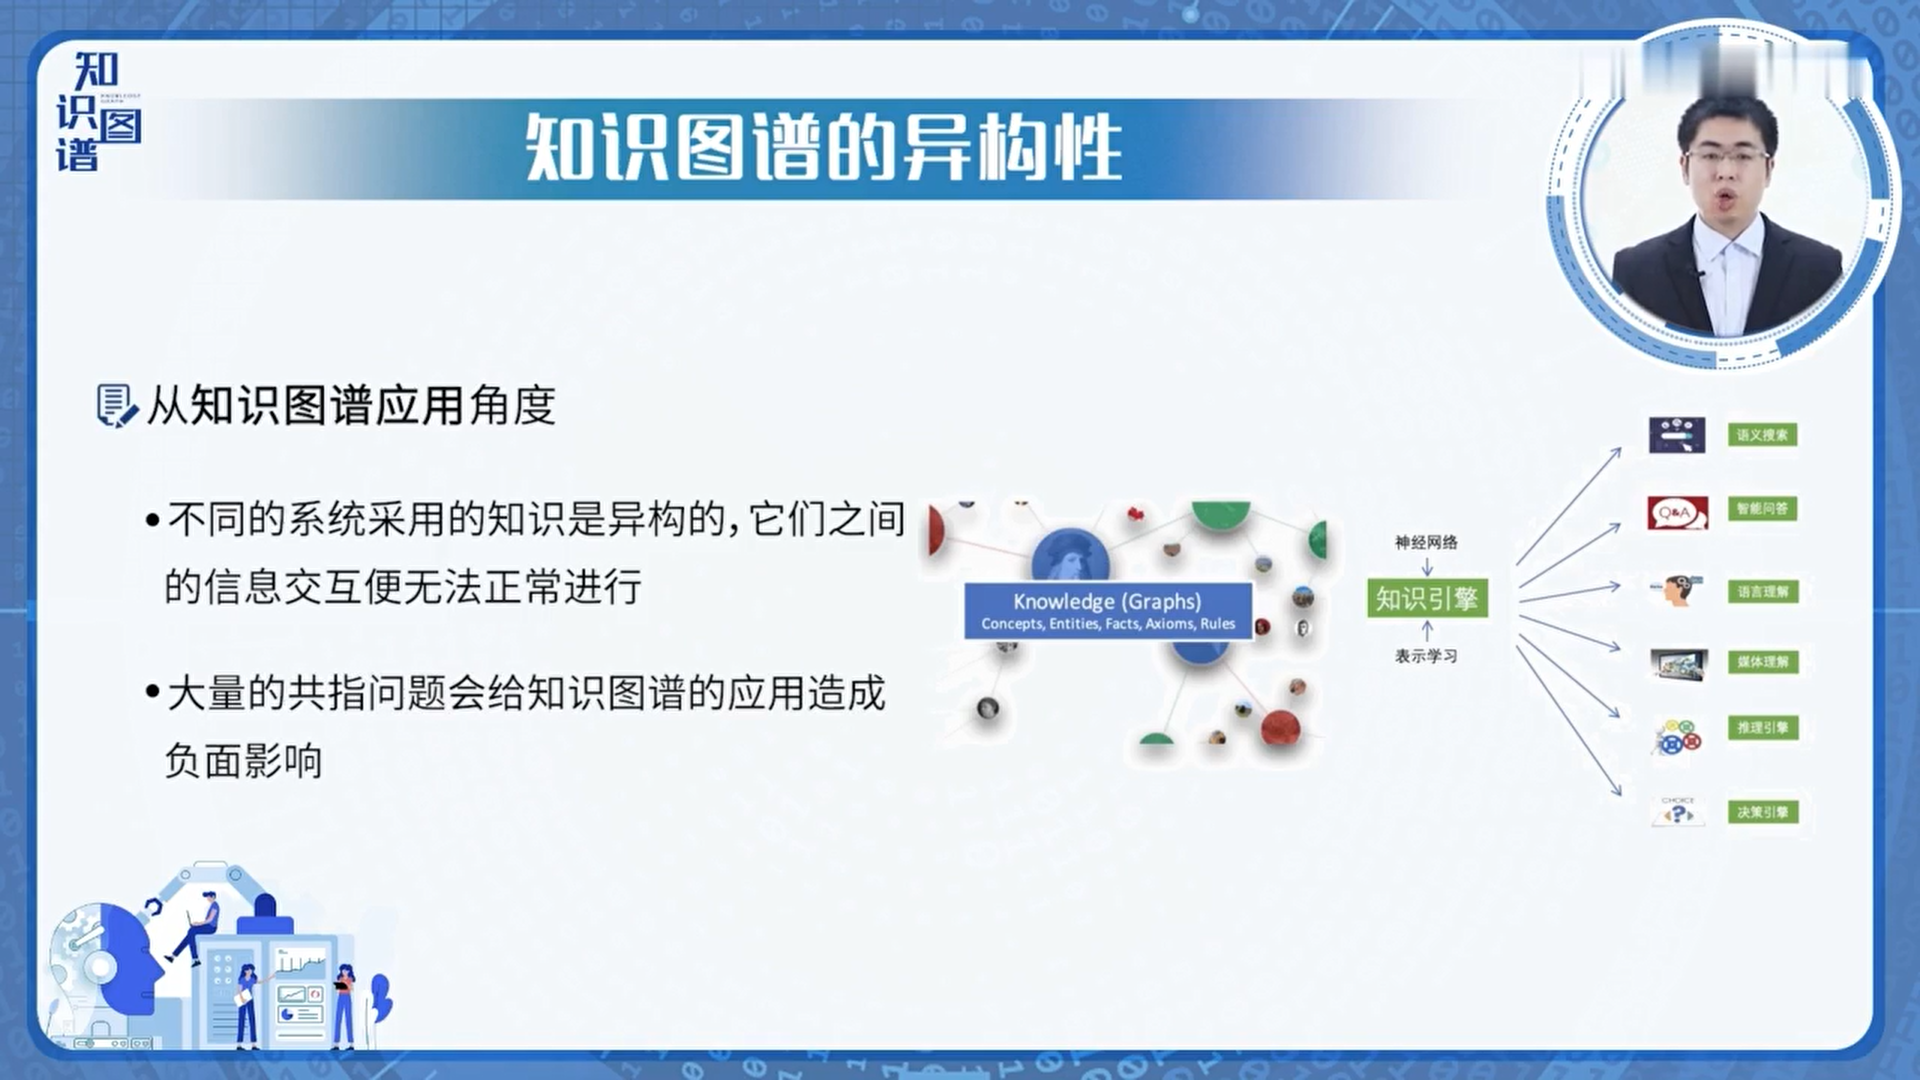 知识图谱
KNOWLEDGE GRAPH
知识图谱的异构性
从知识图谱应用角度
•不同的系统采用的知识是异构的，它们之间
的信息交互便无法正常进行
•大量的共指问题会给知识图谱的应用造成
负面影响
Knowledge (Graphs)
Concepts, Entities, Facts, Axioms, Rules
神经网络
知识引擎
表示学习
语义搜索
Q&A
智能问答
语言理解
媒体理解
推理引擎
CHOICE
?
决策引擎